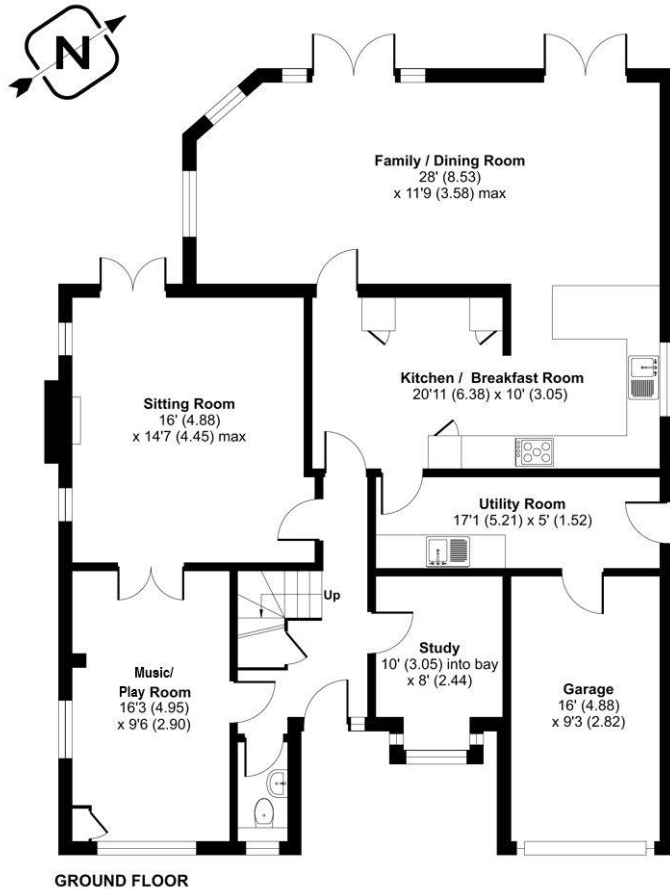 N
Family / Dining Room
28' (8.53)
x 11'9 (3.58) max
Kitchen / Breakfast Room
20'11 (6.38) x 10' (3.05)
Sitting Room
16' (4.88)
x 14'7 (4.45) max
Utility Room
17'1 (5.21) x 5' (1.52)
Up
Study
10' (3.05) into bay
x 8' (2.44)
Music/
Play Room
16'3 (4.95)
x 9'6 (2.90)
Garage
16' (4.88)
x 9'3 (2.82)
GROUND FLOOR